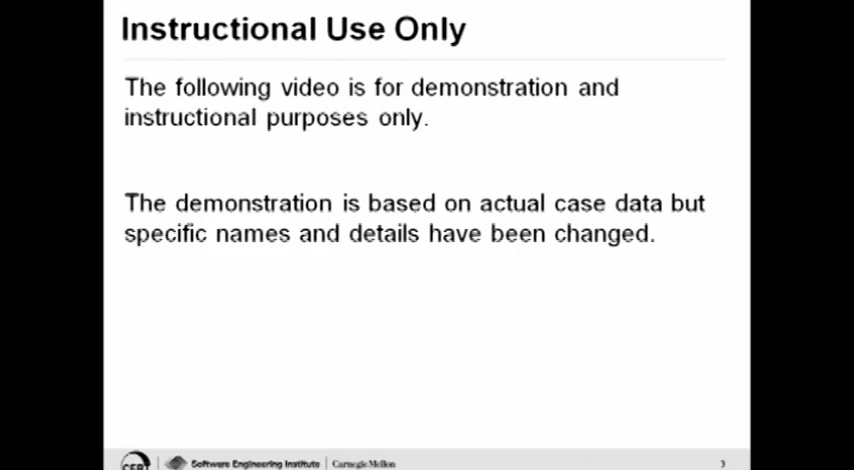 Instructional Use Only
The following video is for demonstration and
instructional purposes only.
The demonstration is based on actual case data but
specific names and details have been changed.
CERT Software Engineering Institute Carnegie Mellon 3